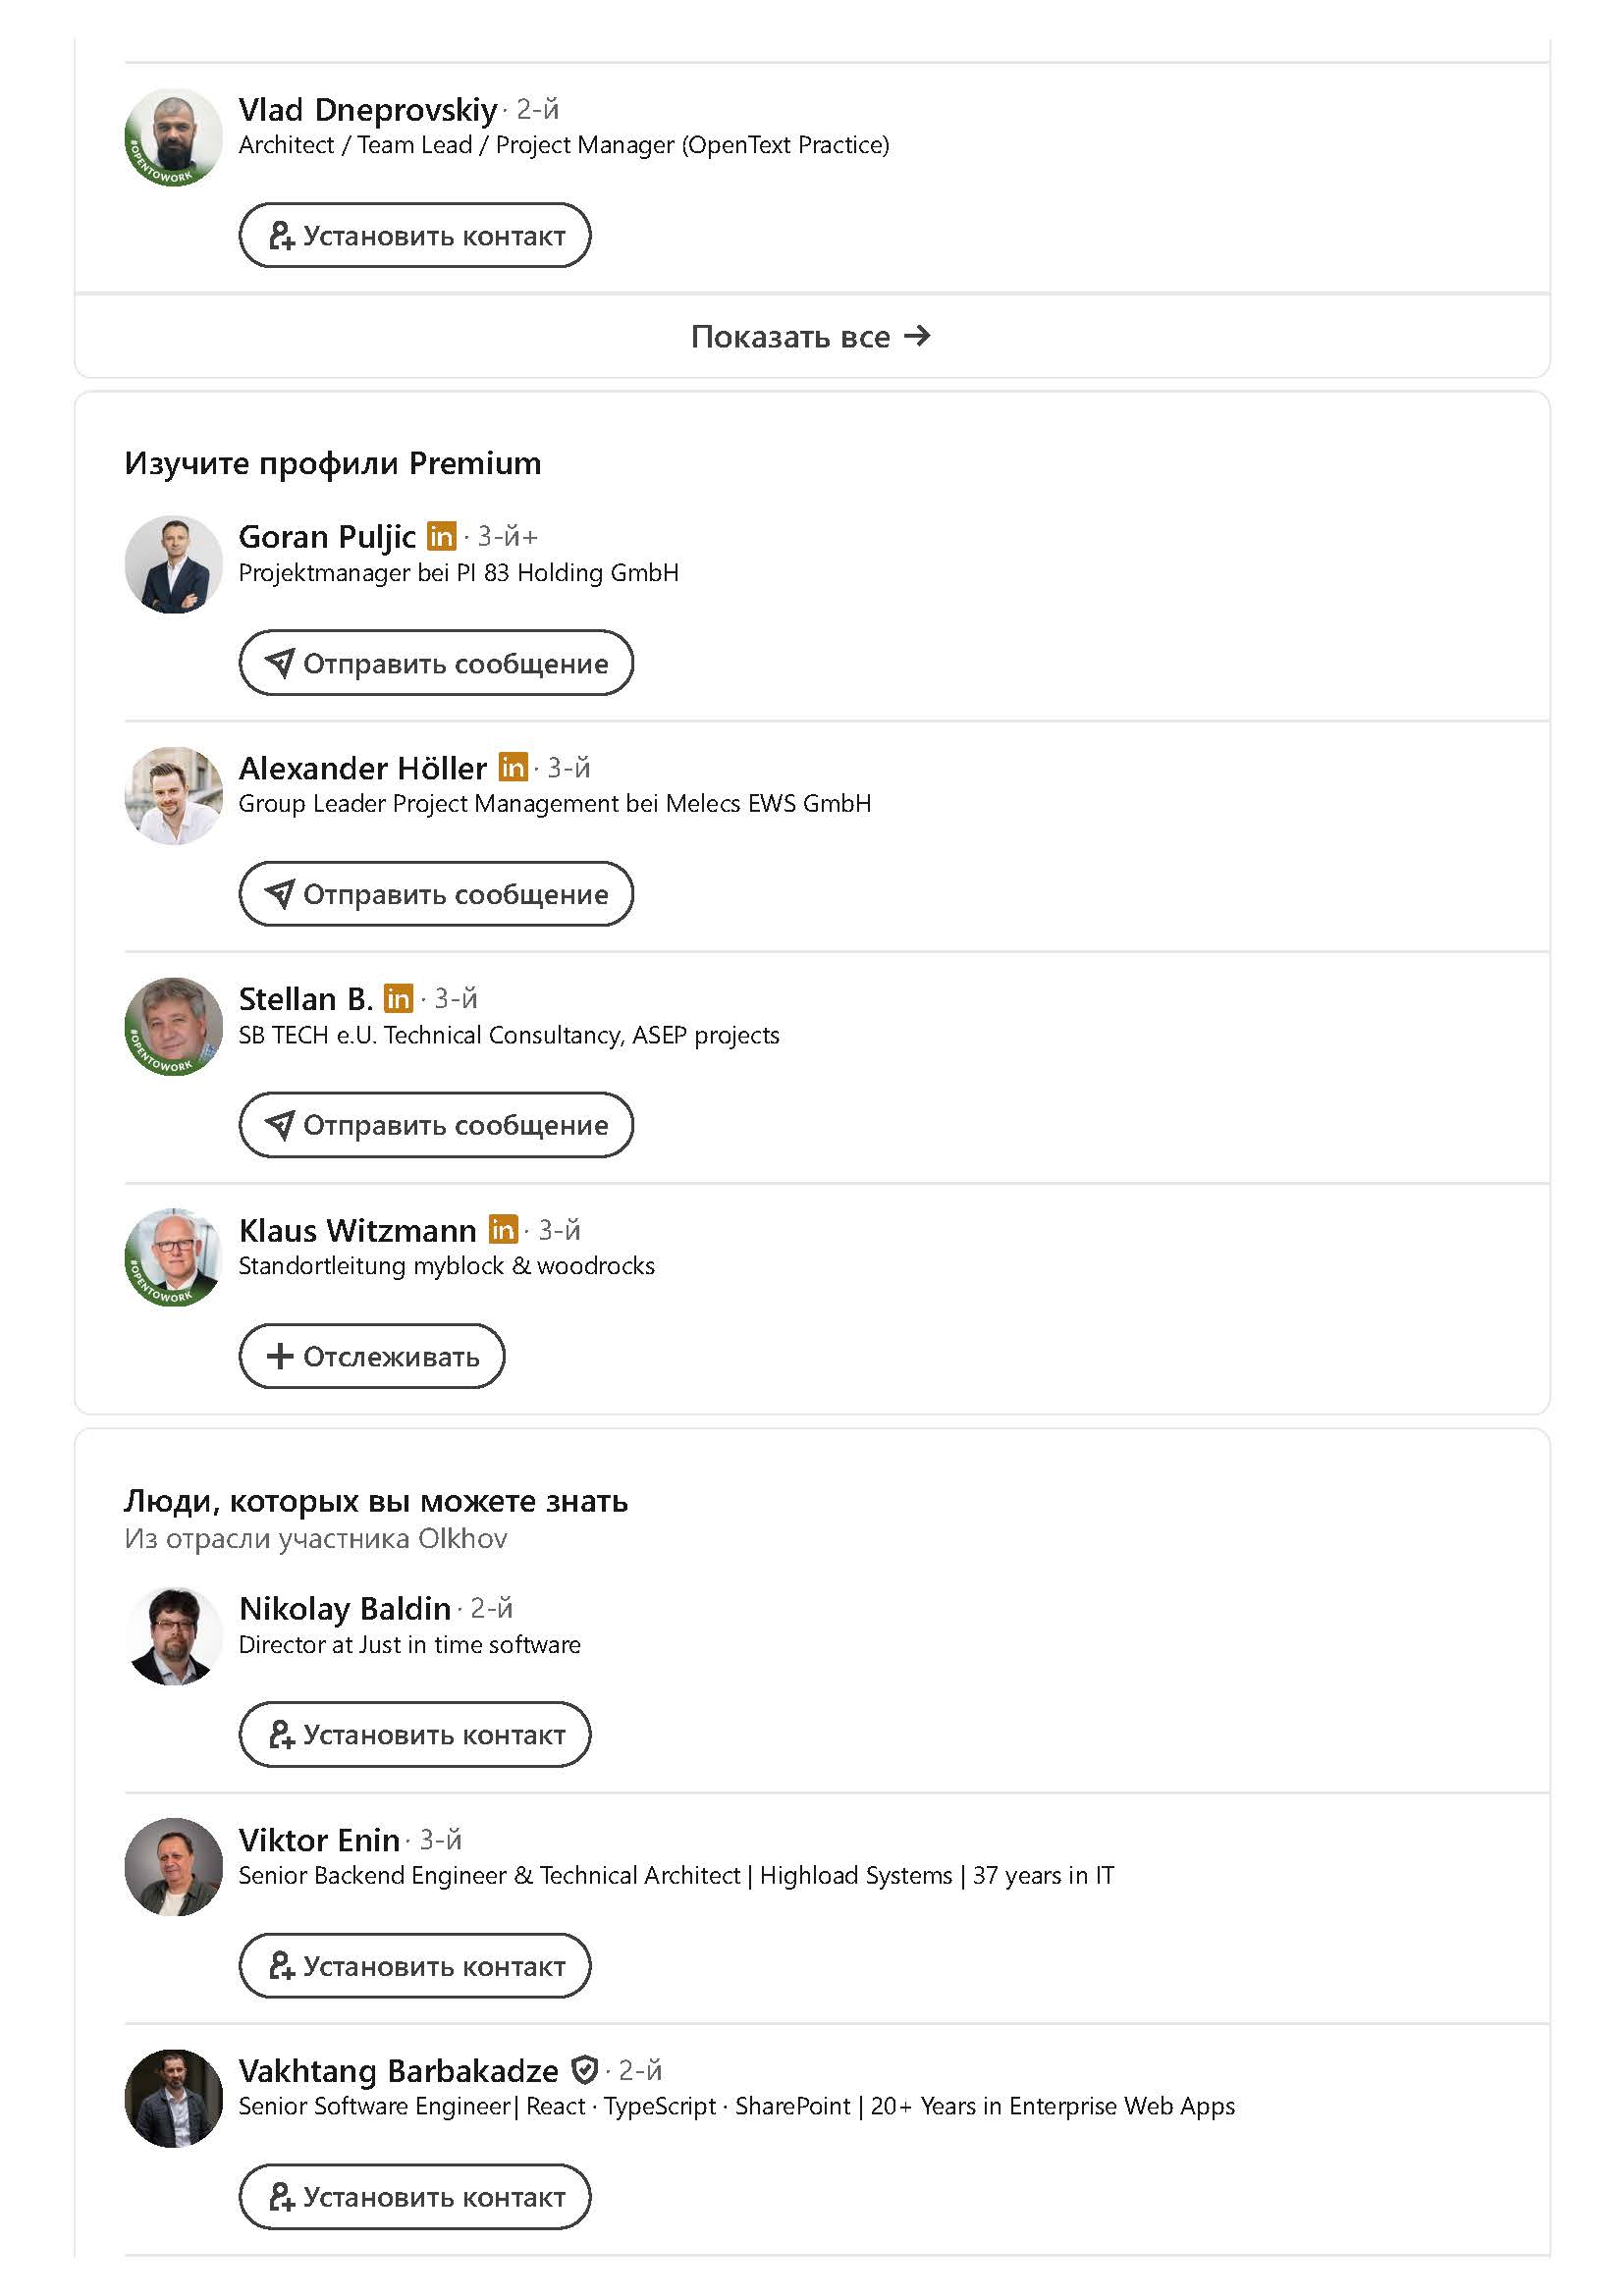 Vlad Dneprovskiy · 2-й
Architect / Team Lead / Project Manager (OpenText Practice)
#OPENTOWORK
Установить контакт
Показать все →
Изучите профили Premium
Goran Puljic in · 3-й+
Projektmanager bei PI 83 Holding GmbH
Отправить сообщение
Alexander Höller in · 3-й
Group Leader Project Management bei Melecs EWS GmbH
Отправить сообщение
Stellan B. in · 3-й
SB TECH e.U. Technical Consultancy, ASEP projects
#OPENTOWORK
Отправить сообщение
Klaus Witzmann in · 3-й
Standortleitung myblock & woodrocks
#OPENTOWORK
Отслеживать
Люди, которых вы можете знать
Из отрасли участника Olkhov
Nikolay Baldin · 2-й
Director at Just in time software
Установить контакт
Viktor Enin · 3-й
Senior Backend Engineer & Technical Architect | Highload Systems | 37 years in IT
Установить контакт
Vakhtang Barbakadze · 2-й
Senior Software Engineer| React · TypeScript · SharePoint | 20+ Years in Enterprise Web Apps
Установить контакт